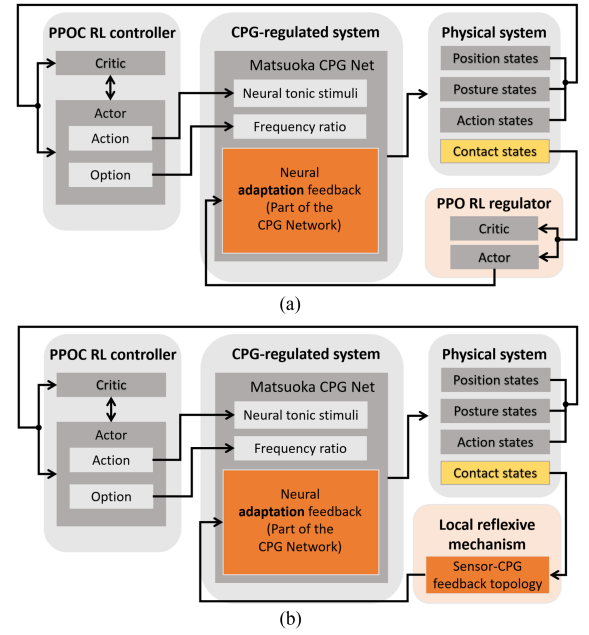 PPOC RL controller
Critic
Actor
Action
Option
CPG-regulated system
Matsuoka CPG Net
Neural tonic stimuli
Frequency ratio
Neural
adaptation feedback
(Part of the
CPG Network)
Physical system
Position states
Posture states
Action states
Contact states
PPO RL regulator
Critic
Actor
(a)
PPOC RL controller
Critic
Actor
Action
Option
CPG-regulated system
Matsuoka CPG Net
Neural tonic stimuli
Frequency ratio
Neural
adaptation feedback
(Part of the
CPG Network)
Physical system
Position states
Posture states
Action states
Contact states
Local reflexive
mechanism
Sensor-CPG
feedback topology
(b)